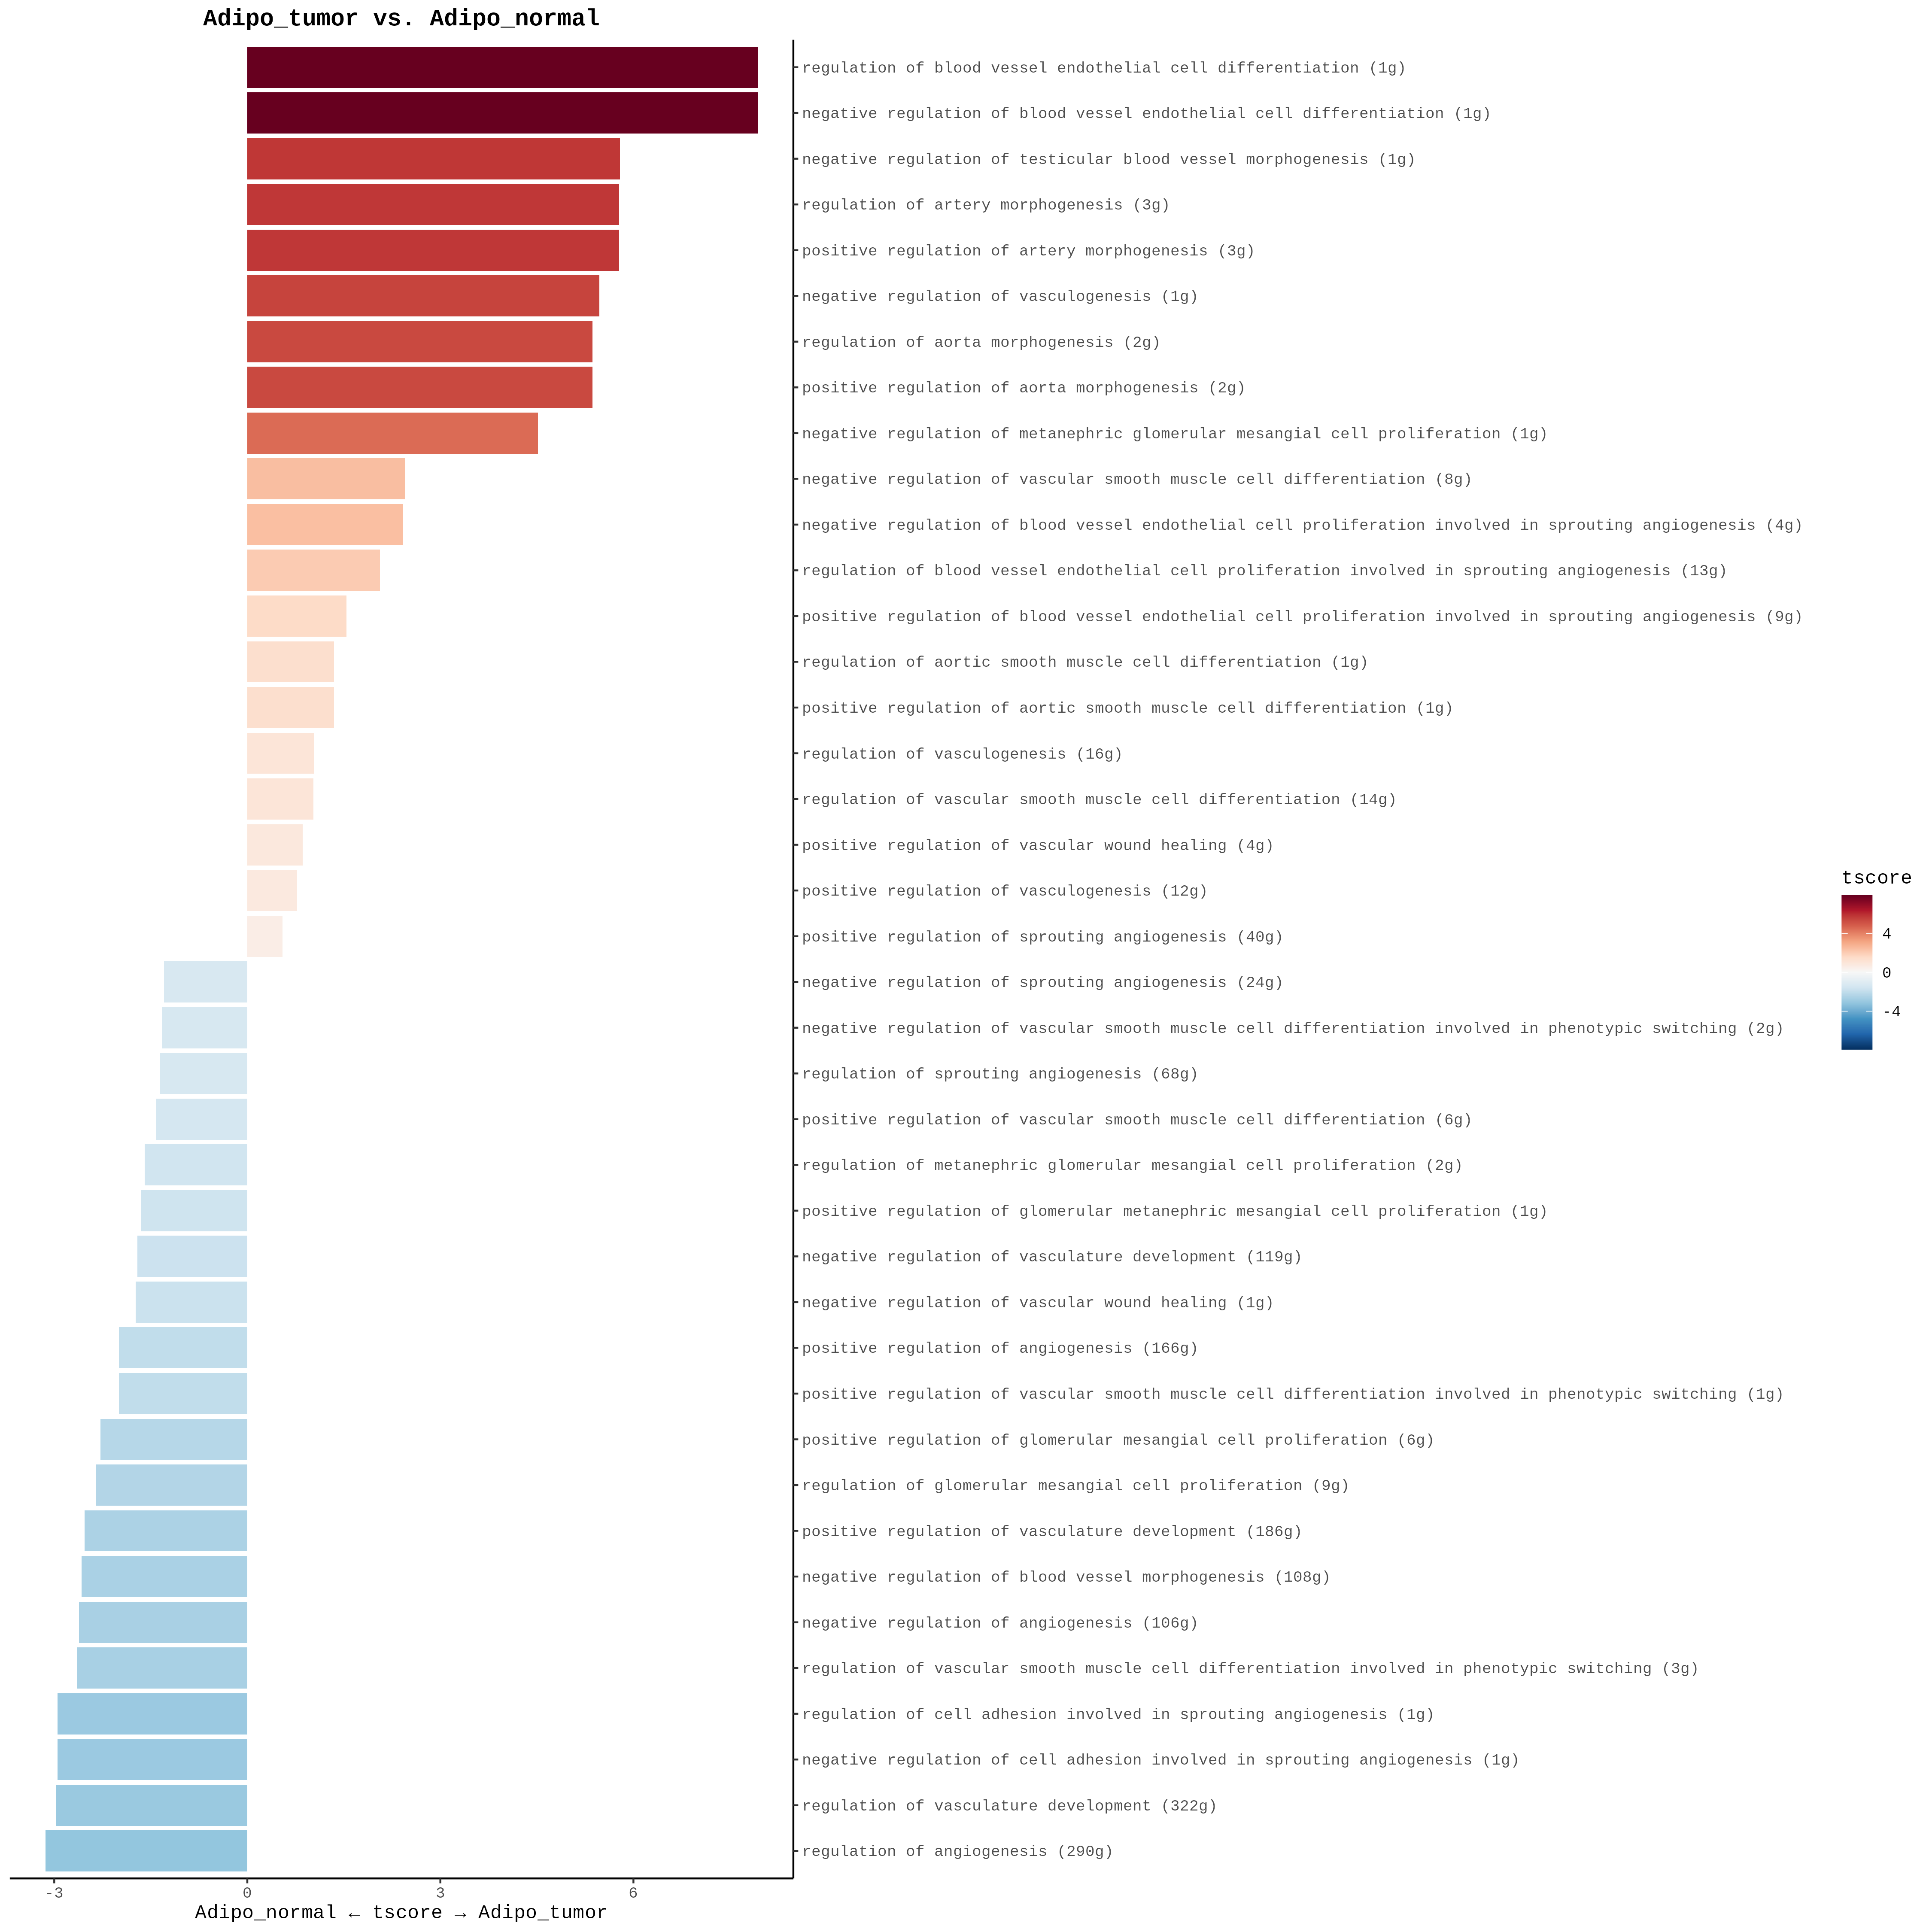 Adipo_tumor vs. Adipo_normal
regulation of blood vessel endothelial cell differentiation (1g)
negative regulation of blood vessel endothelial cell differentiation (1g)
negative regulation of testicular blood vessel morphogenesis (1g)
regulation of artery morphogenesis (3g)
positive regulation of artery morphogenesis (3g)
negative regulation of vasculogenesis (1g)
regulation of aorta morphogenesis (2g)
positive regulation of aorta morphogenesis (2g)
negative regulation of metanephric glomerular mesangial cell proliferation (1g)
negative regulation of vascular smooth muscle cell differentiation (8g)
negative regulation of blood vessel endothelial cell proliferation involved in sprouting angiogenesis (4g)
regulation of blood vessel endothelial cell proliferation involved in sprouting angiogenesis (13g)
positive regulation of blood vessel endothelial cell proliferation involved in sprouting angiogenesis (9g)
regulation of aortic smooth muscle cell differentiation (1g)
positive regulation of aortic smooth muscle cell differentiation (1g)
regulation of vasculogenesis (16g)
regulation of vascular smooth muscle cell differentiation (14g)
positive regulation of vascular wound healing (4g)
positive regulation of vasculogenesis (12g)
positive regulation of sprouting angiogenesis (40g)
negative regulation of sprouting angiogenesis (24g)
negative regulation of vascular smooth muscle cell differentiation involved in phenotypic switching (2g)
regulation of sprouting angiogenesis (68g)
positive regulation of vascular smooth muscle cell differentiation (6g)
regulation of metanephric glomerular mesangial cell proliferation (2g)
positive regulation of glomerular metanephric mesangial cell proliferation (1g)
negative regulation of vasculature development (119g)
negative regulation of vascular wound healing (1g)
positive regulation of angiogenesis (166g)
positive regulation of vascular smooth muscle cell differentiation involved in phenotypic switching (1g)
positive regulation of glomerular mesangial cell proliferation (6g)
regulation of glomerular mesangial cell proliferation (9g)
positive regulation of vasculature development (186g)
negative regulation of blood vessel morphogenesis (108g)
negative regulation of angiogenesis (106g)
regulation of vascular smooth muscle cell differentiation involved in phenotypic switching (3g)
regulation of cell adhesion involved in sprouting angiogenesis (1g)
negative regulation of cell adhesion involved in sprouting angiogenesis (1g)
regulation of vasculature development (322g)
regulation of angiogenesis (290g)
-3 0 3 6
Adipo_normal ← tscore → Adipo_tumor
tscore
4
0
-4